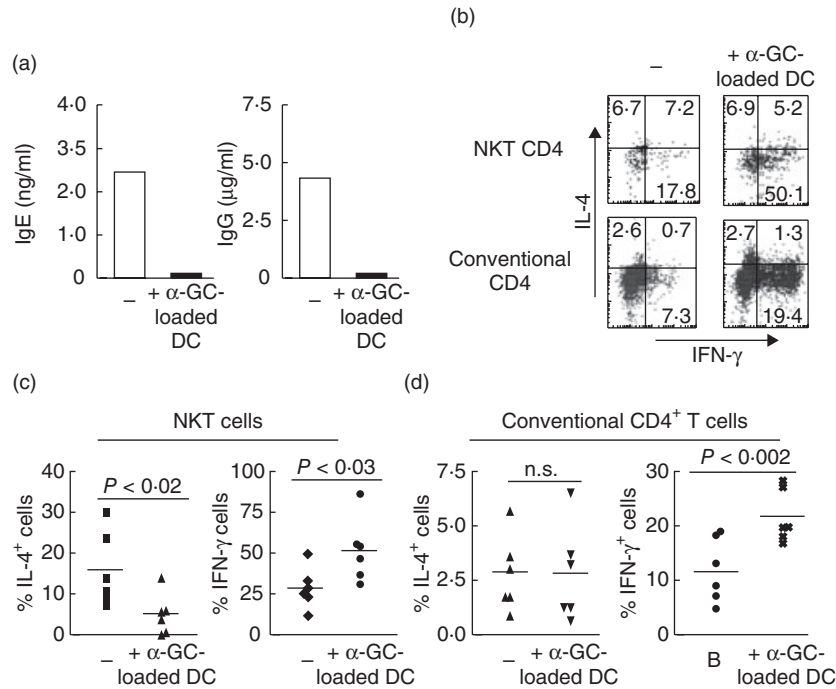 (a)
4·0
3·5
2·0
1·0
0
IgE (ng/ml)
–
+ α-GC-
loaded DC
7·5
5·0
2·5
0
IgG (μg/ml)
–
+ α-GC-
loaded DC
(b)
–
+ α-GC-
loaded DC
NKT CD4
6·7 7·2
17·8
6·9 5·2
50·1
Conventional
CD4
2·6 0·7
7·3
2·7 1·3
19·4
IL-4
IFN-γ
(c)
NKT cells
P < 0·02
40
30
20
10
0
% IL-4+ cells
–
+ α-GC-
loaded DC
P < 0·03
100
75
50
25
0
% IFN-γ cells
–
+ α-GC-
loaded DC
(d)
Conventional CD4+ T cells
n.s.
7·5
5·0
2·5
0·0
% IL-4+ cells
–
+ α-GC-
loaded DC
P < 0·002
30
20
10
0
% IFN-γ+ cells
B
+ α-GC-
loaded DC